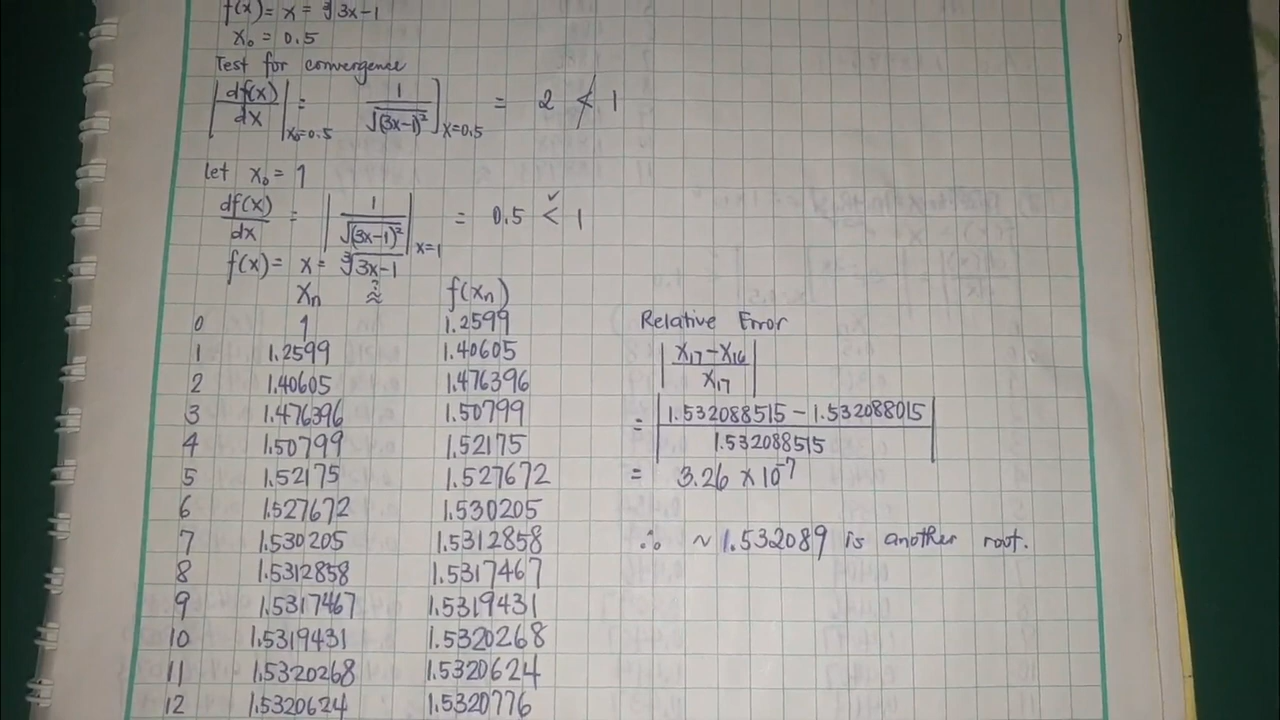 f(x) = x = ∛3x-1
x₀ = 0.5
Test for convergence
|df(x)/dx|x₀=0.5 = 1/√(3x-1)²]x=0.5 = 2 ≮ 1
let x₀ = 1
df(x)/dx = |1/√(3x-1)²|x=1 = 0.5 ✓< 1
f(x) = x = ∛3x-1
xₙ ≟≈ f(xₙ)
0 1 1.2599
1 1.2599 1.40605
2 1.40605 1.476396
3 1.476396 1.50799
4 1.50799 1.52175
5 1.52175 1.527672
6 1.527672 1.530205
7 1.530205 1.5312858
8 1.5312858 1.5317467
9 1.5317467 1.5319431
10 1.5319431 1.5320268
11 1.5320268 1.5320624
12 1.5320624 1.5320776
Relative Error
|x₁₇-x₁₆/x₁₇|
= |1.532088515 - 1.532088015/1.532088515|
= 3.26 x 10⁻⁷
∴ ~ 1.532089 is another root.